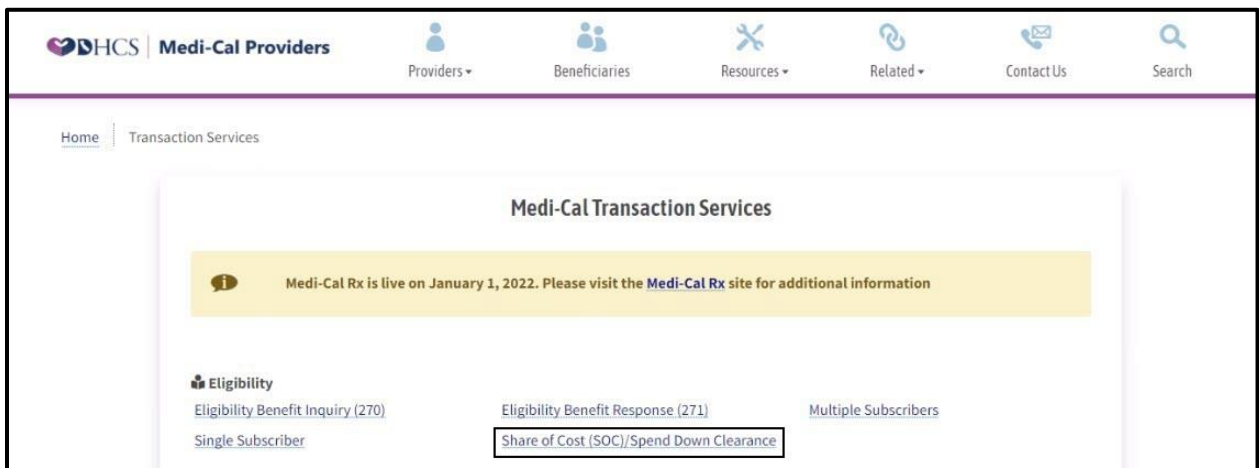 DHCS | Medi-Cal Providers
Providers Beneficiaries Resources Related Contact Us Search
Home Transaction Services
Medi-Cal Transaction Services
Medi-Cal Rx is live on January 1, 2022. Please visit the Medi-Cal Rx site for additional information
Eligibility
Eligibility Benefit Inquiry (270) Eligibility Benefit Response (271) Multiple Subscribers
Single Subscriber Share of Cost (SOC)/Spend Down Clearance